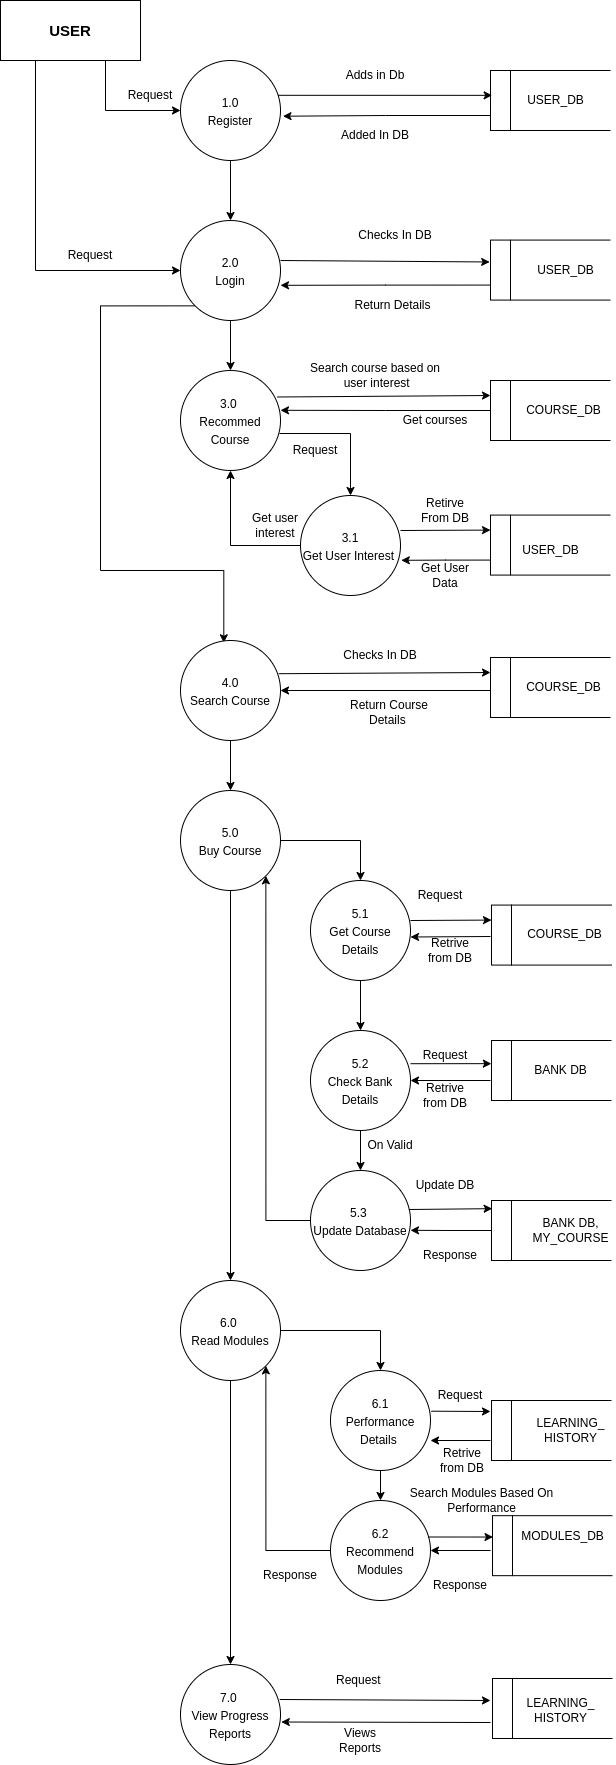 USER
Request
1.0
Register
Adds in Db
USER_DB
Added In DB
Request
2.0
Login
Checks In DB
USER_DB
Return Details
3.0
Recommed
Course
Search course based on
user interest
COURSE_DB
Get courses
Request
Get user
interest
3.1
Get User Interest
Retirve
From DB
USER_DB
Get User
Data
4.0
Search Course
Checks In DB
COURSE_DB
Return Course
Details
5.0
Buy Course
5.1
Get Course
Details
Request
COURSE_DB
Retrive
from DB
5.2
Check Bank
Details
Request
BANK DB
Retrive
from DB
On Valid
5.3
Update Database
Update DB
BANK DB,
MY_COURSE
Response
6.0
Read Modules
6.1
Performance
Details
Request
LEARNING_
HISTORY
Retrive
from DB
Search Modules Based On
Performance
6.2
Recommend
Modules
MODULES_DB
Response
Response
7.0
View Progress
Reports
Request
LEARNING_
HISTORY
Views
Reports